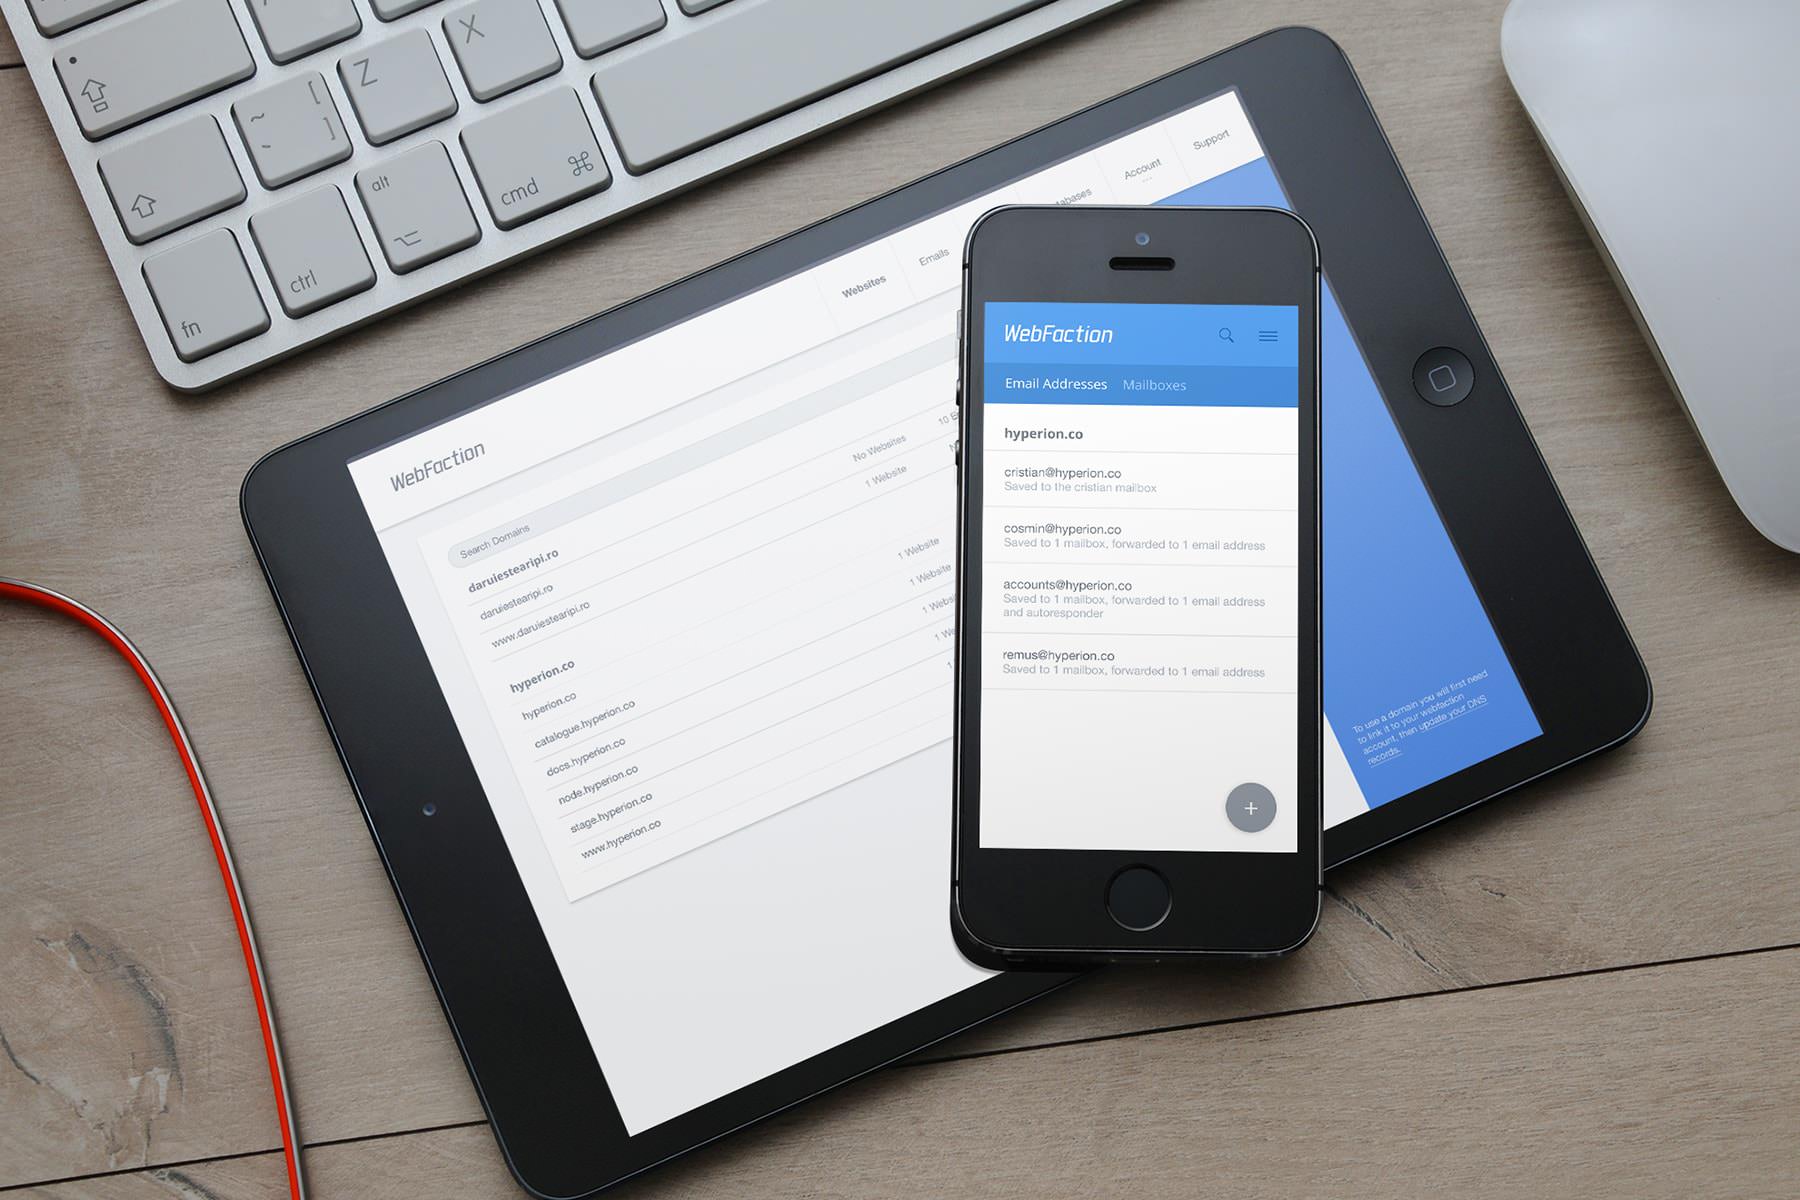 Z
X
~
[
]
alt
cmd ⌘
ctrl
fn
WebFaction
Websites
Emails
Account
Support
Search Domains
daruiestearipi.ro
daruiestearipi.ro No Websites 10
www.daruiestearipi.ro 1 Website
hyperion.co
hyperion.co 1 Website
catalogue.hyperion.co 1 Website
docs.hyperion.co
node.hyperion.co
stage.hyperion.co
www.hyperion.co
To use a domain you will first need
to link it to your webfaction
account, then update your DNS
records.
WebFaction
Email Addresses Mailboxes
hyperion.co
cristian@hyperion.co
Saved to the cristian mailbox
cosmin@hyperion.co
Saved to 1 mailbox, forwarded to 1 email address
accounts@hyperion.co
Saved to 1 mailbox, forwarded to 1 email address
and autoresponder
remus@hyperion.co
Saved to 1 mailbox, forwarded to 1 email address
+